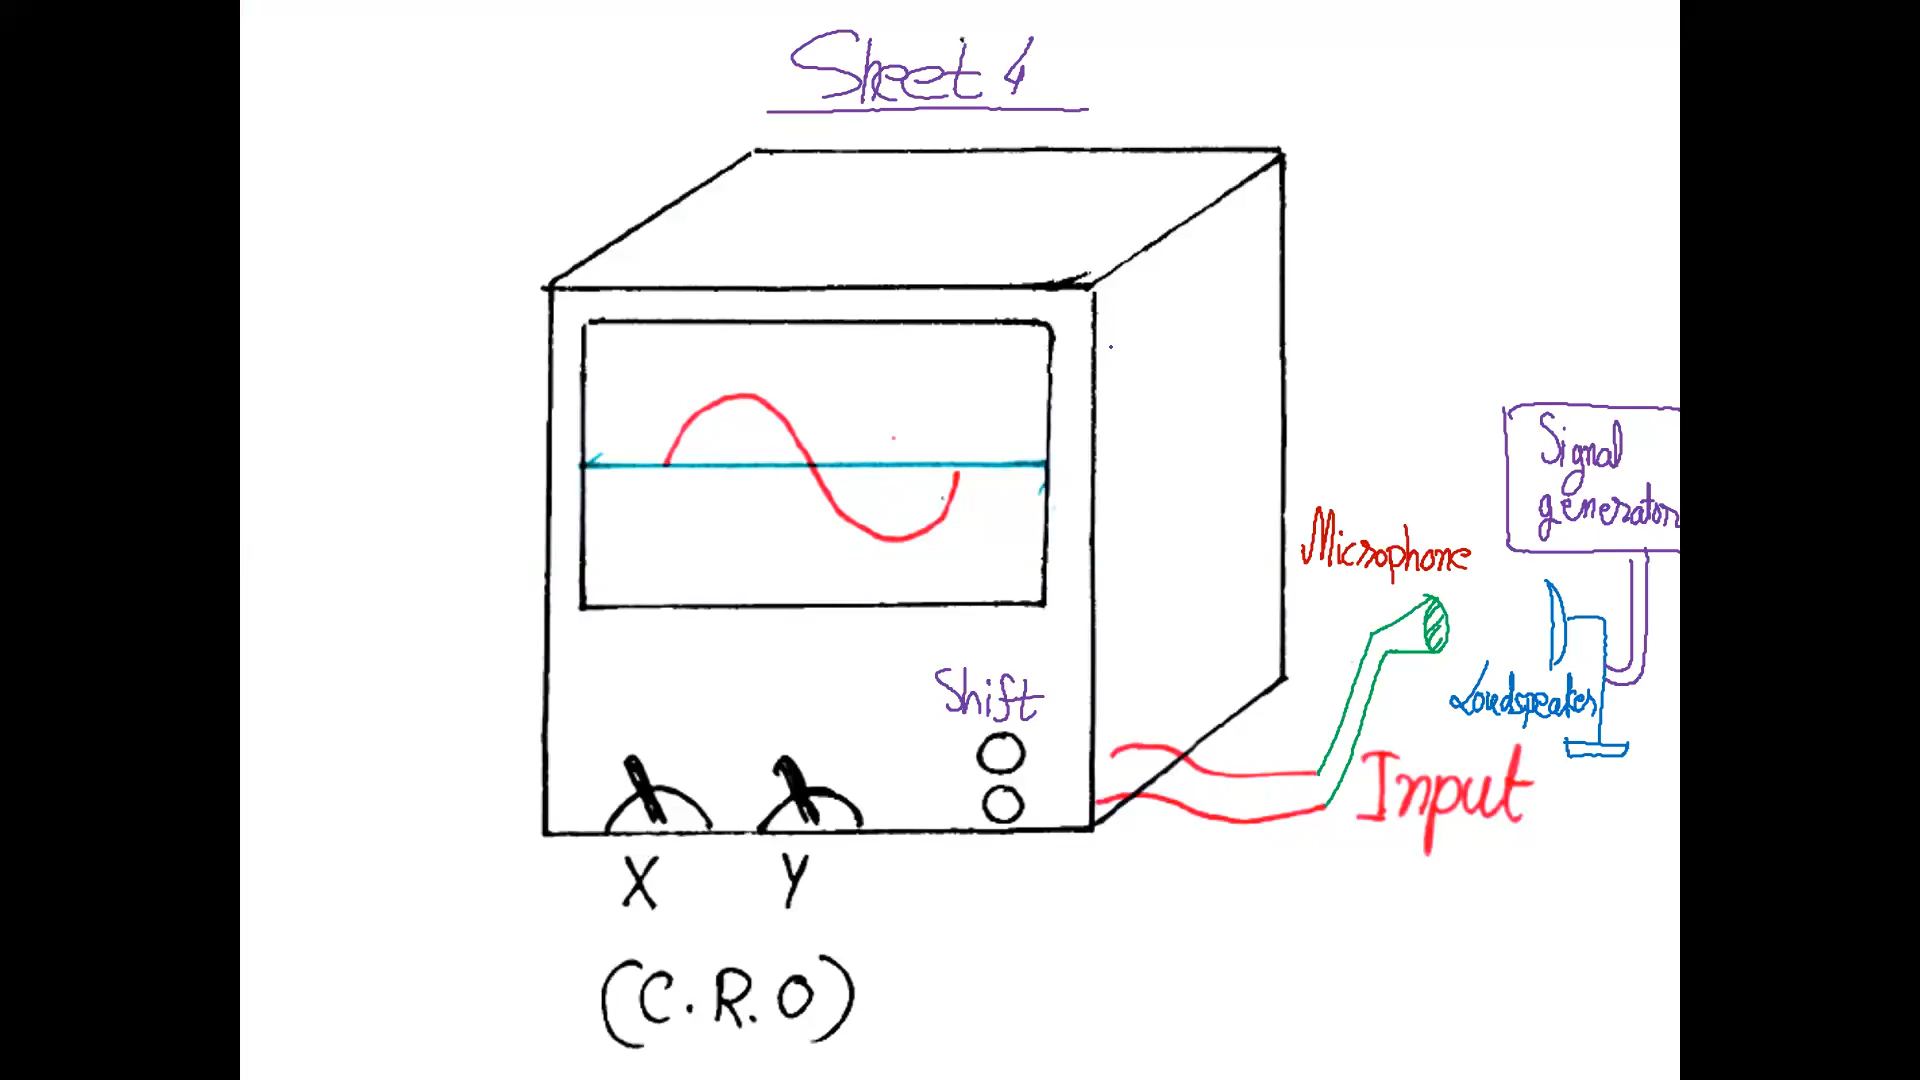 Sheet 4
Signal
generator
Microphone
Loudspeaker
Shift
Input
X
Y
(C.R.O)